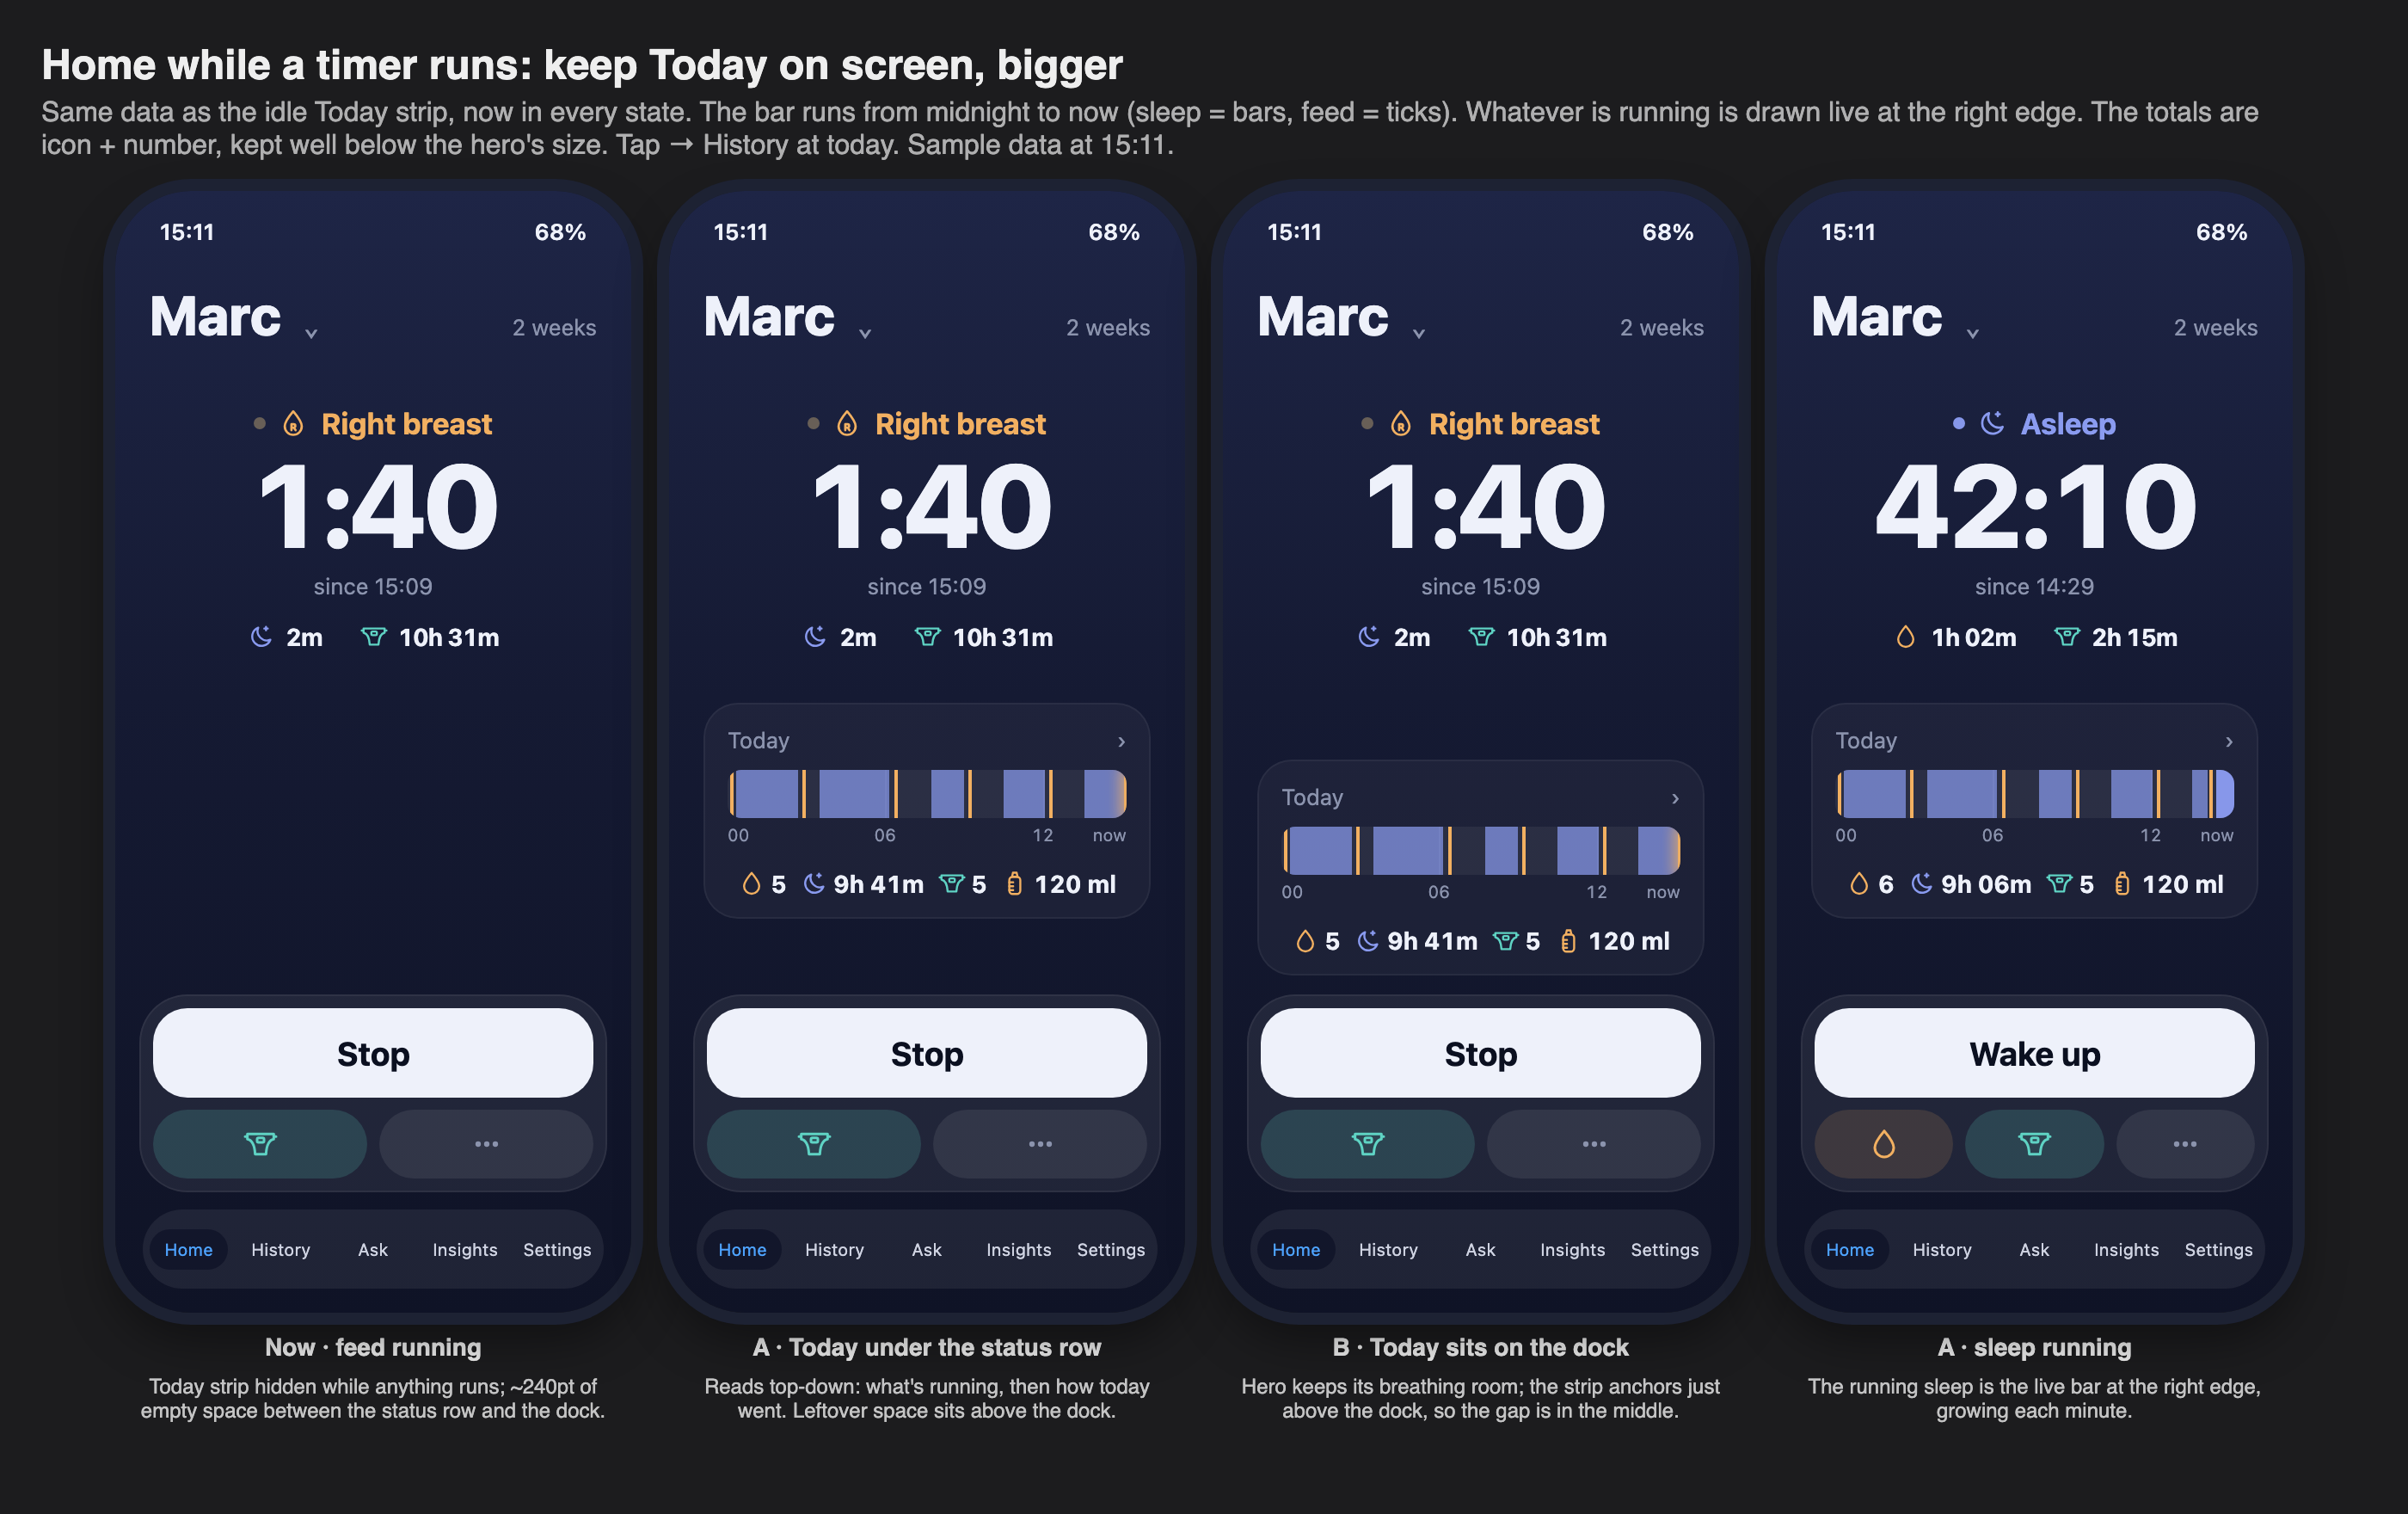 Home while a timer runs: keep Today on screen, bigger
Same data as the idle Today strip, now in every state. The bar runs from midnight to now (sleep = bars, feed = ticks). Whatever is running is drawn live at the right edge. The totals are
icon + number, kept well below the hero's size. Tap → History at today. Sample data at 15:11.
15:11 68%
Marc 2 weeks
R Right breast
1:40
since 15:09
2m 10h 31m
Stop
Home History Ask Insights Settings
Now · feed running
Today strip hidden while anything runs; ~240pt of
empty space between the status row and the dock.
15:11 68%
Marc 2 weeks
R Right breast
1:40
since 15:09
2m 10h 31m
Today ›
00 06 12 now
5 9h 41m 5 120 ml
Stop
Home History Ask Insights Settings
A · Today under the status row
Reads top-down: what's running, then how today
went. Leftover space sits above the dock.
15:11 68%
Marc 2 weeks
R Right breast
1:40
since 15:09
2m 10h 31m
Today ›
00 06 12 now
5 9h 41m 5 120 ml
Stop
Home History Ask Insights Settings
B · Today sits on the dock
Hero keeps its breathing room; the strip anchors just
above the dock, so the gap is in the middle.
15:11 68%
Marc 2 weeks
Asleep
42:10
since 14:29
1h 02m 2h 15m
Today ›
00 06 12 now
6 9h 06m 5 120 ml
Wake up
Home History Ask Insights Settings
A · sleep running
The running sleep is the live bar at the right edge,
growing each minute.